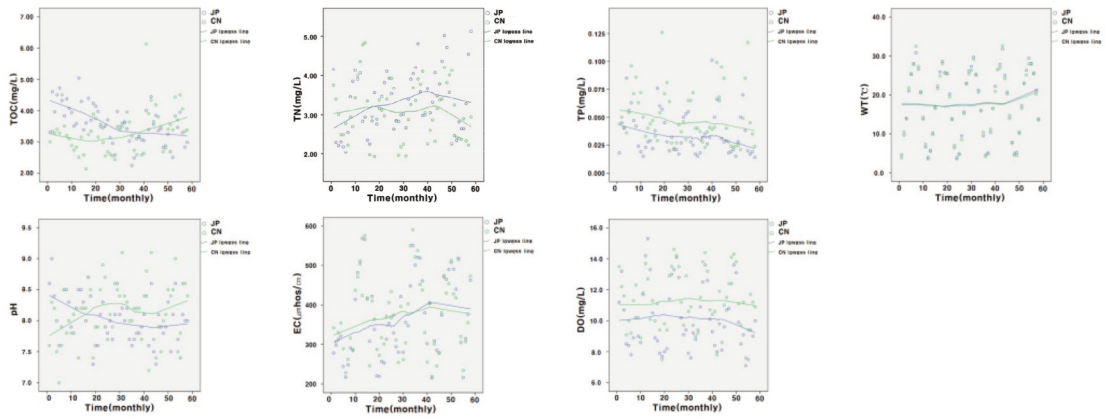 7.00
6.00
5.00
4.00
3.00
2.00
TOC(mg/L)
0 10 20 30 40 50 60
Time(monthly)
JP
CN
JP lowess line
CN lowess line
5.00
4.00
3.00
2.00
TN(mg/L)
0 10 20 30 40 50 60
Time(monthly)
JP
CN
JP lowess line
CN lowess line
0.125
0.100
0.075
0.050
0.025
0.000
TP(mg/L)
0 10 20 30 40 50 60
Time(monthly)
JP
CN
JP lowess line
CN lowess line
40.0
30.0
20.0
10.0
0.0
WT(℃)
0 10 20 30 40 50 60
Time(monthly)
JP
CN
JP lowess line
CN lowess line
9.5
9.0
8.5
8.0
7.5
7.0
pH
0 10 20 30 40 50 60
Time(monthly)
JP
CN
JP lowess line
CN lowess line
600
500
400
300
200
EC(μmhos/㎝)
0 10 20 30 40 50 60
Time(monthly)
JP
CN
JP lowess line
CN lowess line
16.0
14.0
12.0
10.0
8.0
6.0
DO(mg/L)
0 10 20 30 40 50 60
Time(monthly)
JP
CN
JP lowess line
CN lowess line